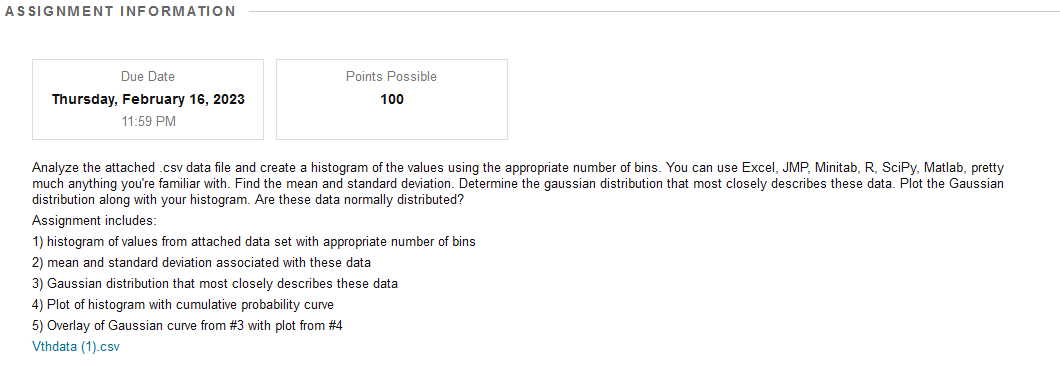 ASSIGNMENT INFORMATION
Due Date
Thursday, February 16, 2023
11:59 PM
Points Possible
100
Analyze the attached .csv data file and create a histogram of the values using the appropriate number of bins. You can use Excel, JMP, Minitab, R, SciPy, Matlab, pretty
much anything you're familiar with. Find the mean and standard deviation. Determine the gaussian distribution that most closely describes these data. Plot the Gaussian
distribution along with your histogram. Are these data normally distributed?
Assignment includes:
1) histogram of values from attached data set with appropriate number of bins
2) mean and standard deviation associated with these data
3) Gaussian distribution that most closely describes these data
4) Plot of histogram with cumulative probability curve
5) Overlay of Gaussian curve from #3 with plot from #4
Vthdata (1).csv